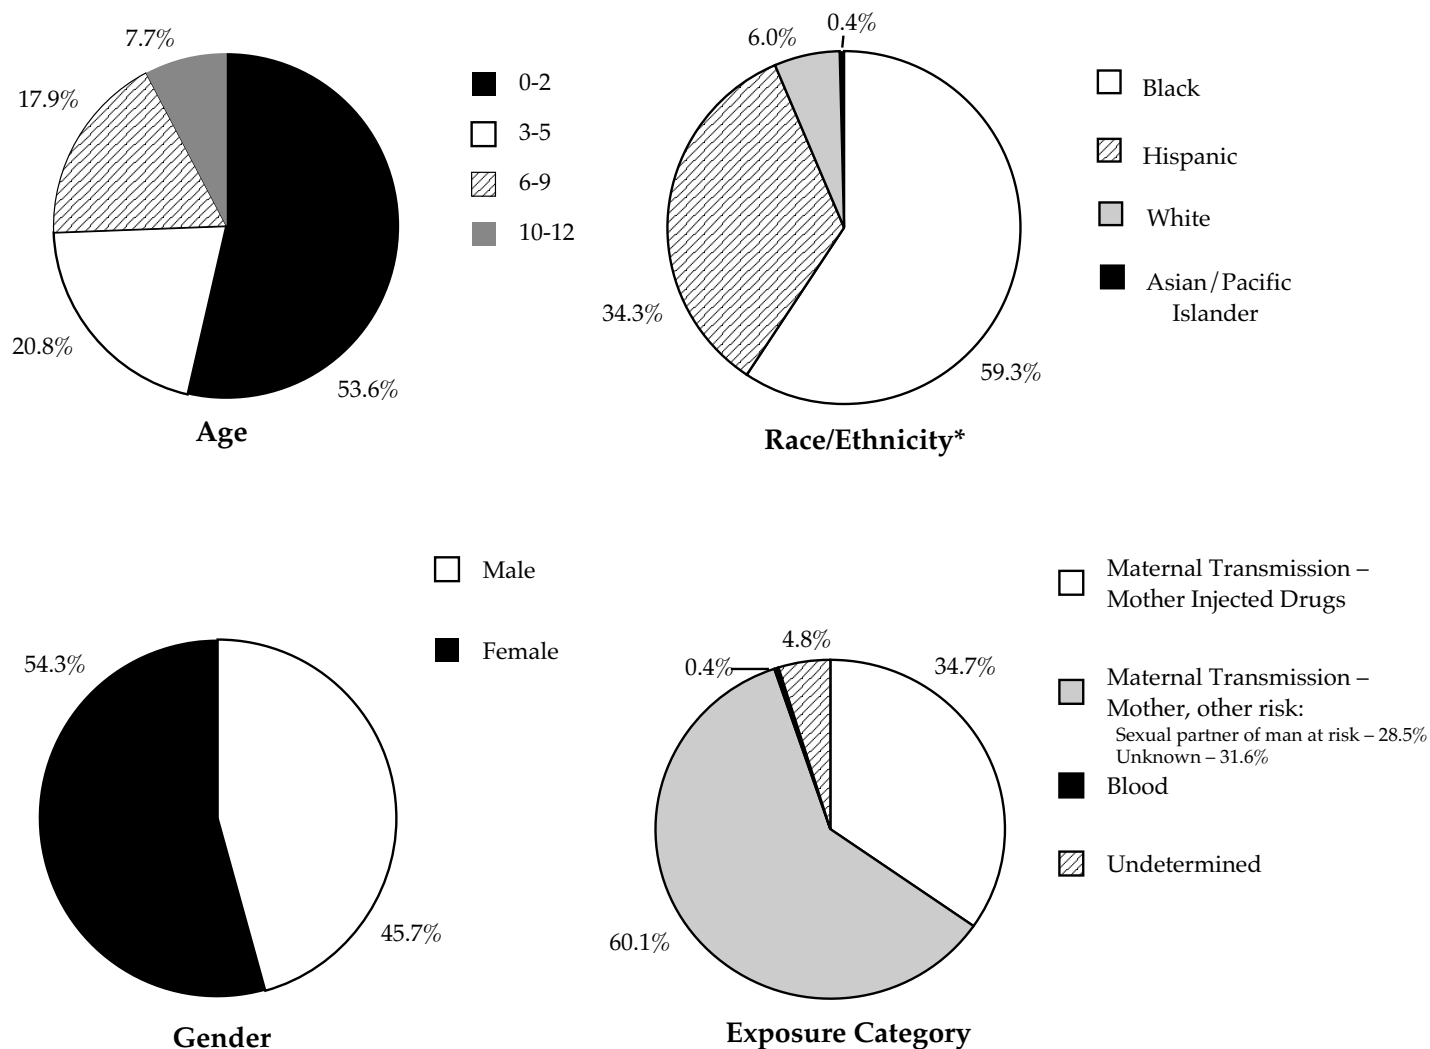 7.7%
17.9%
20.8%
53.6%
0-2
3-5
6-9
10-12
Age
0.4%
6.0%
34.3%
59.3%
Black
Hispanic
White
Asian/Pacific
Islander
Race/Ethnicity*
Male
Female
54.3%
45.7%
Gender
4.8%
0.4%
34.7%
60.1%
Maternal Transmission –
Mother Injected Drugs
Maternal Transmission –
Mother, other risk:
Sexual partner of man at risk – 28.5%
Unknown – 31.6%
Blood
Undetermined
Exposure Category